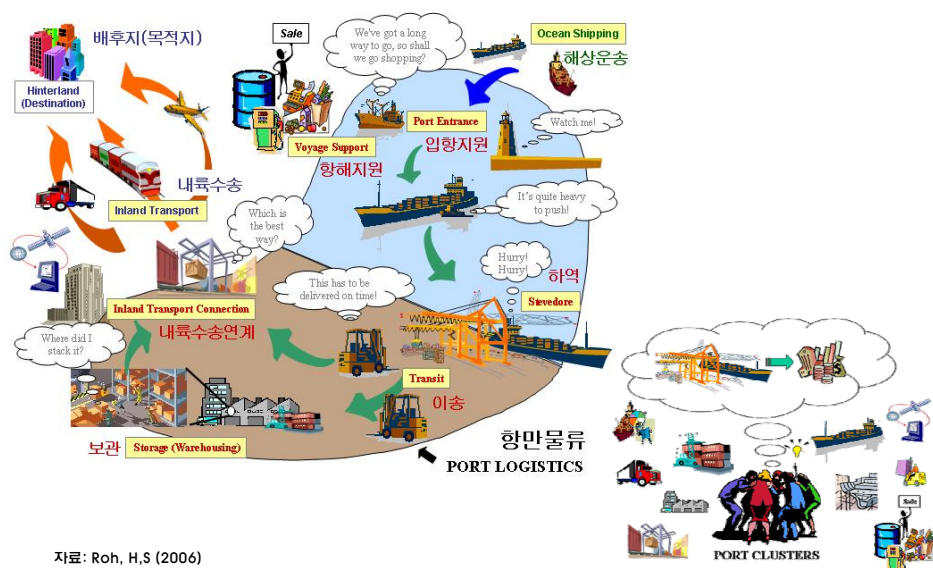 배후지(목적지)
Hinterland
(Destination)
Sale
We've got a long
way to go, so shall
we go shopping?
Ocean Shipping
해상운송
Port Entrance
입항지원
Watch me!
Voyage Support
항해지원
내륙수송
Inland Transport
Which is
the best
way?
It's quite heavy
to push!
Hurry!
Hurry!
하역
Stevedore
This has to be
delivered on time!
Inland Transport Connection
내륙수송연계
Where did I
stack it?
Transit
이송
보관
Storage (Warehousing)
항만물류
PORT LOGISTICS
Sale
PORT CLUSTERS
자료: Roh, H,S (2006)